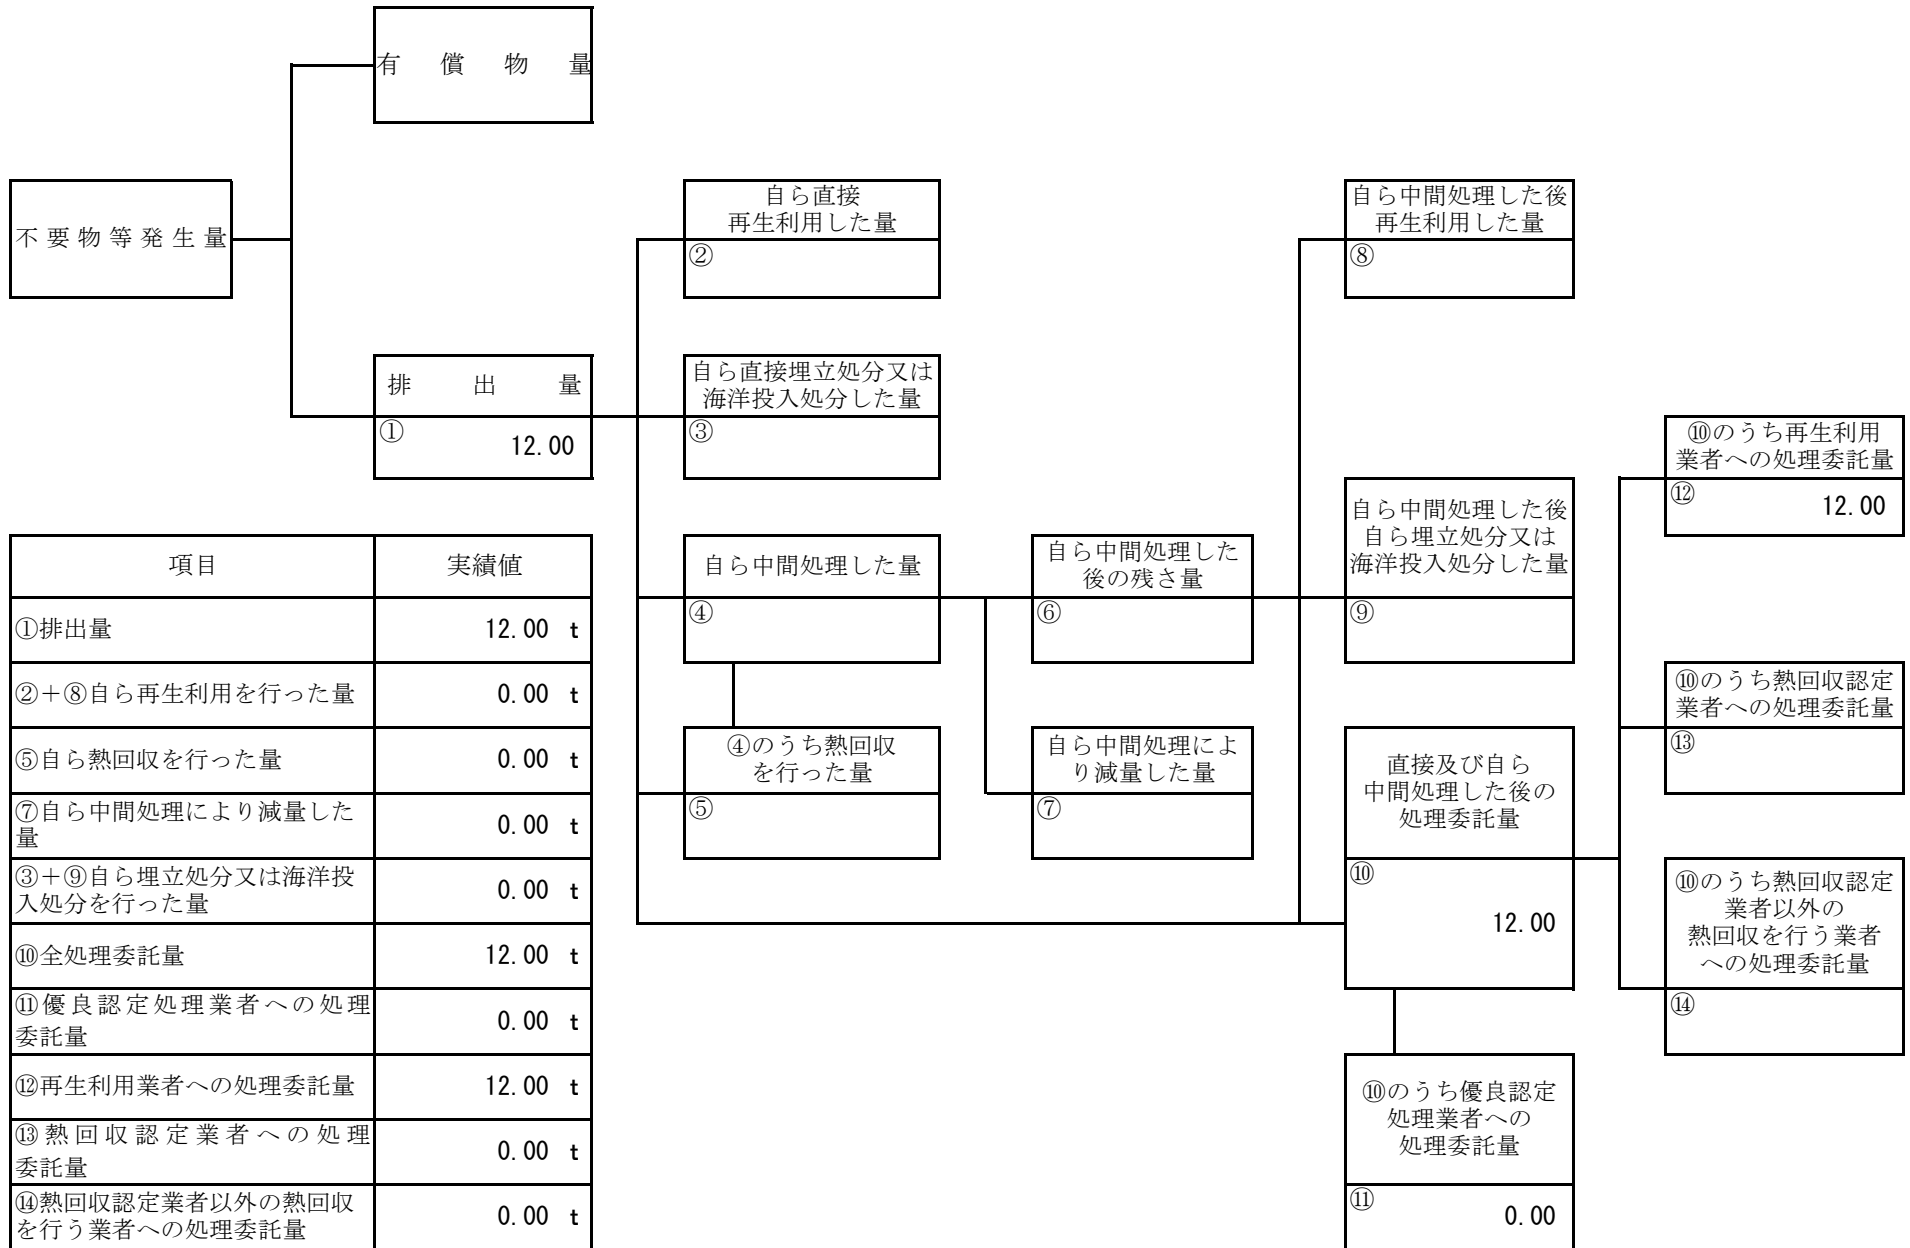 有償物量
不要物等発生量
排出量
①
12.00
自ら直接
再生利用した量
②
自ら直接埋立処分又は
海洋投入処分した量
③
自ら中間処理した量
④
④のうち熱回収
を行った量
⑤
自ら中間処理した
後の残さ量
⑥
自ら中間処理によ
り減量した量
⑦
自ら中間処理した後
再生利用した量
⑧
自ら中間処理した後
自ら埋立処分又は
海洋投入処分した量
⑨
直接及び自ら
中間処理した後の
処理委託量
⑩
12.00
⑩のうち優良認定
処理業者への
処理委託量
⑪
0.00
⑩のうち再生利用
業者への処理委託量
⑫
12.00
⑩のうち熱回収認定
業者への処理委託量
⑬
⑩のうち熱回収認定
業者以外の
熱回収を行う業者
への処理委託量
⑭
項目 実績値
①排出量 12.00 t
②+⑧自ら再生利用を行った量 0.00 t
⑤自ら熱回収を行った量 0.00 t
⑦自ら中間処理により減量した
量 0.00 t
③+⑨自ら埋立処分又は海洋投
入処分を行った量 0.00 t
⑩全処理委託量 12.00 t
⑪優良認定処理業者への処理
委託量 0.00 t
⑫再生利用業者への処理委託量 12.00 t
⑬熱回収認定業者への処理
委託量 0.00 t
⑭熱回収認定業者以外の熱回収
を行う業者への処理委託量 0.00 t